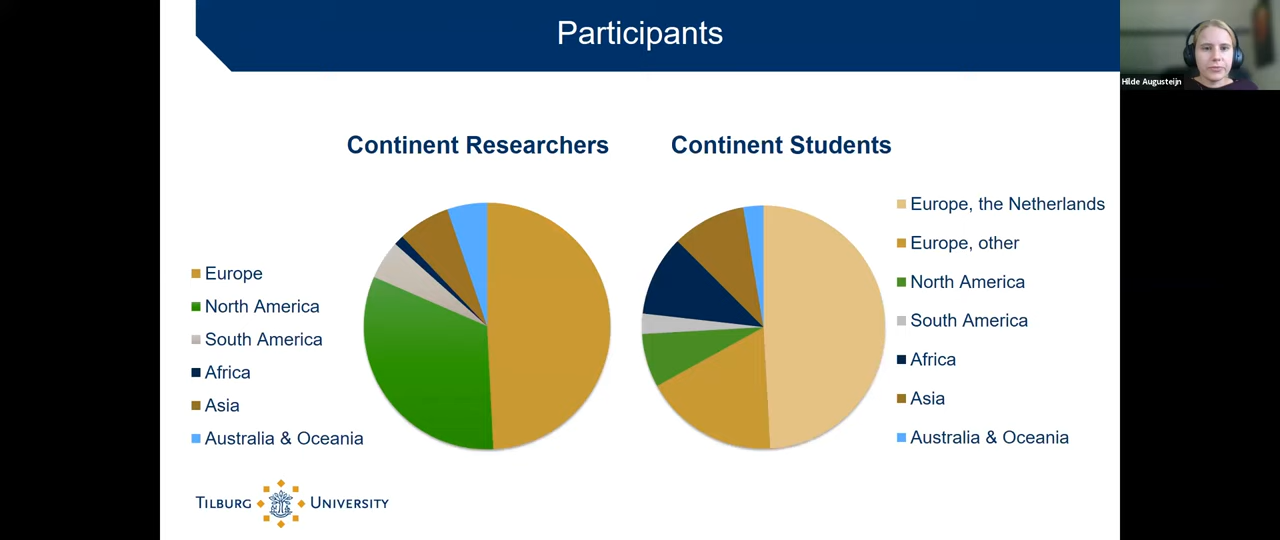 Participants
Hilde Augusteijn
Continent Researchers
Continent Students
Europe
North America
South America
Africa
Asia
Australia & Oceania
Europe, the Netherlands
Europe, other
North America
South America
Africa
Asia
Australia & Oceania
TILBURG UNIVERSITY